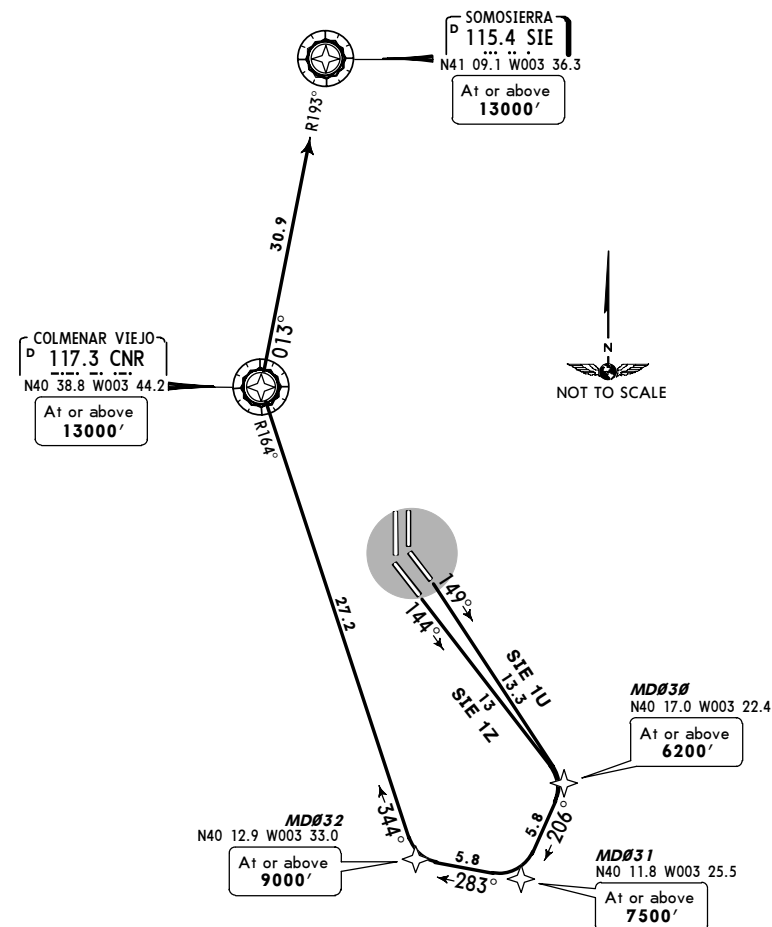 SOMOSIERRA
D 115.4 SIE
N41 09.1 W003 36.3
At or above
13000'
R193°
30.9
013°
COLMENAR VIEJO
D 117.3 CNR
N40 38.8 W003 44.2
At or above
13000'
R164°
N
NOT TO SCALE
27.2
149°
144°
SIE 1U
13.3
13
SIE 1Z
MDØ3Ø
N40 17.0 W003 22.4
At or above
6200'
5.8
206°
344°
MDØ32
N40 12.9 W003 33.0
At or above
9000'
5.8
283°
MDØ31
N40 11.8 W003 25.5
At or above
7500'